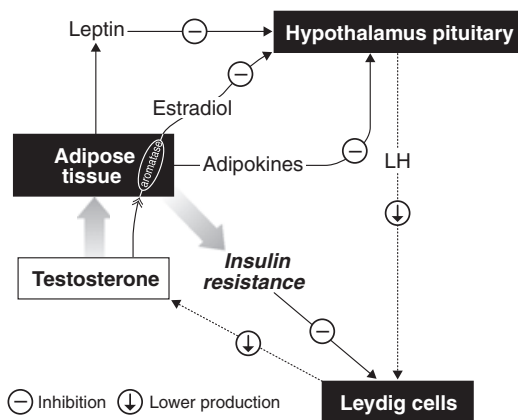 Leptin
Hypothalamus pituitary
Estradiol
Adipose
tissue
aromatase
Adipokines
LH
Testosterone
Insulin
resistance
Inhibition
Lower production
Leydig cells